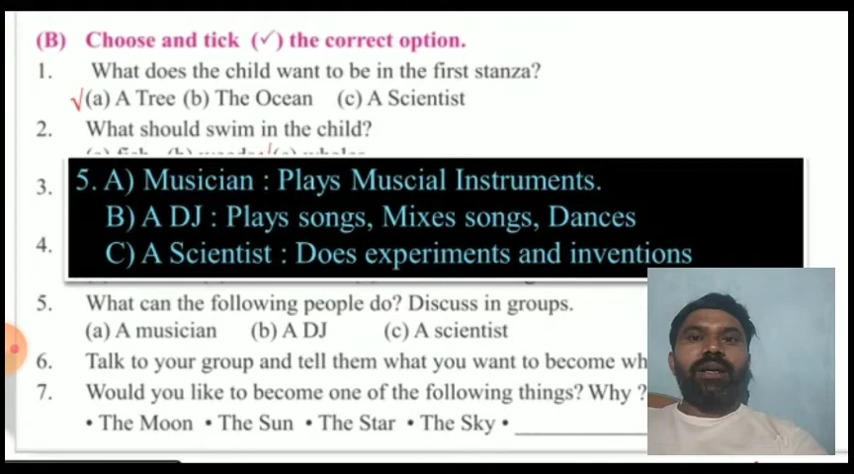 (B) Choose and tick (✓) the correct option.
1. What does the child want to be in the first stanza?
√(a) A Tree (b) The Ocean (c) A Scientist
2. What should swim in the child?
3.
5. A) Musician : Plays Muscial Instruments.
B) A DJ : Plays songs, Mixes songs, Dances
4.
C) A Scientist : Does experiments and inventions
5. What can the following people do? Discuss in groups.
(a) A musician (b) A DJ (c) A scientist
6. Talk to your group and tell them what you want to become wh
7. Would you like to become one of the following things? Why ?
• The Moon • The Sun • The Star • The Sky •